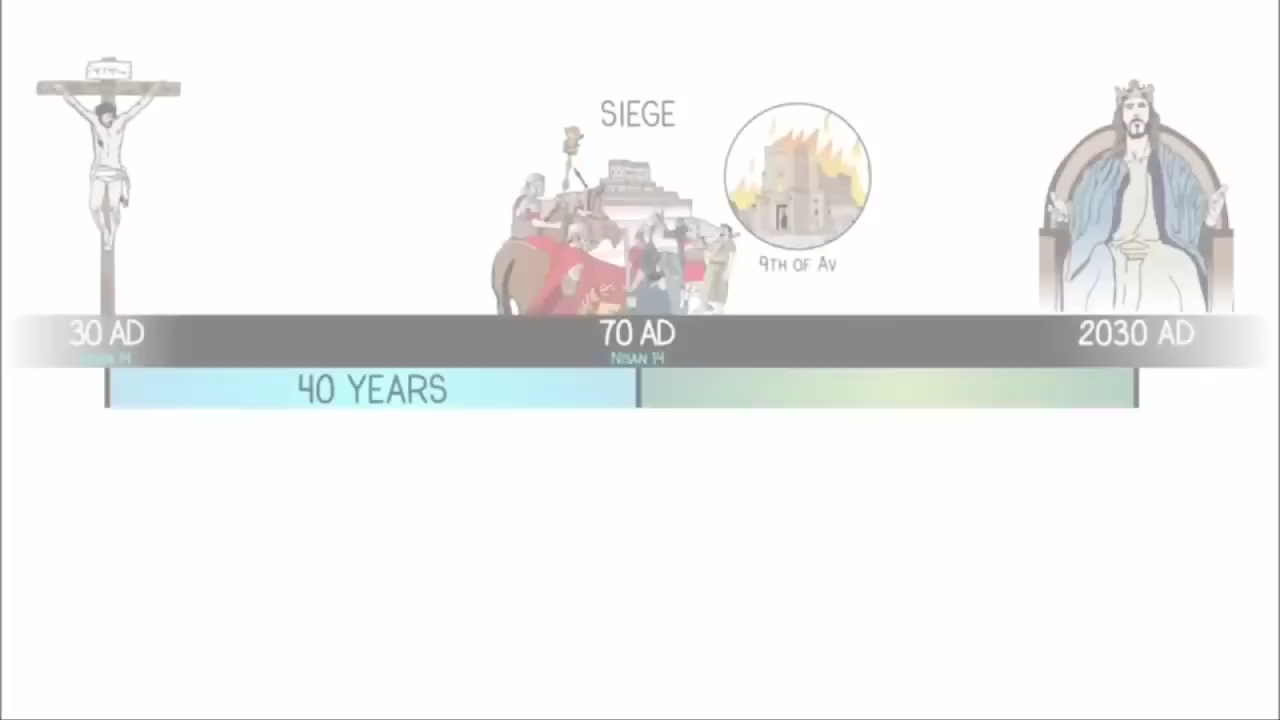 SIEGE
9TH OF AV
30 AD
70 AD
2030 AD
NISAN 14
40 YEARS